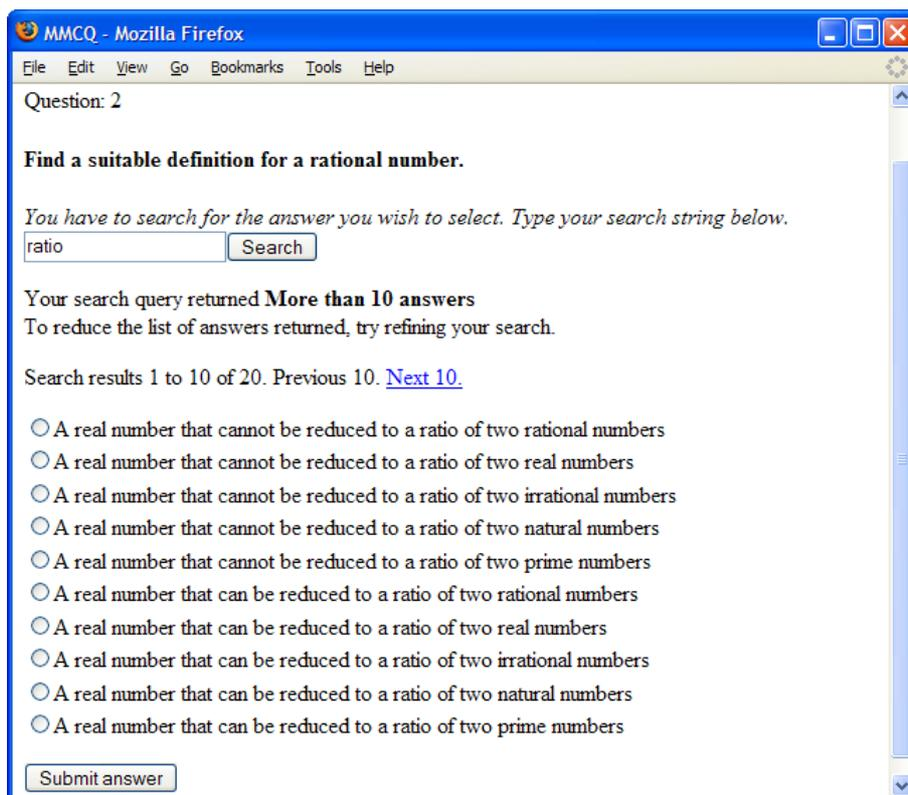 MMCQ - Mozilla Firefox
File Edit View Go Bookmarks Tools Help
Question: 2
Find a suitable definition for a rational number.
You have to search for the answer you wish to select. Type your search string below.
ratio Search
Your search query returned More than 10 answers
To reduce the list of answers returned, try refining your search.
Search results 1 to 10 of 20. Previous 10. Next 10.
A real number that cannot be reduced to a ratio of two rational numbers
A real number that cannot be reduced to a ratio of two real numbers
A real number that cannot be reduced to a ratio of two irrational numbers
A real number that cannot be reduced to a ratio of two natural numbers
A real number that cannot be reduced to a ratio of two prime numbers
A real number that can be reduced to a ratio of two rational numbers
A real number that can be reduced to a ratio of two real numbers
A real number that can be reduced to a ratio of two irrational numbers
A real number that can be reduced to a ratio of two natural numbers
A real number that can be reduced to a ratio of two prime numbers
Submit answer